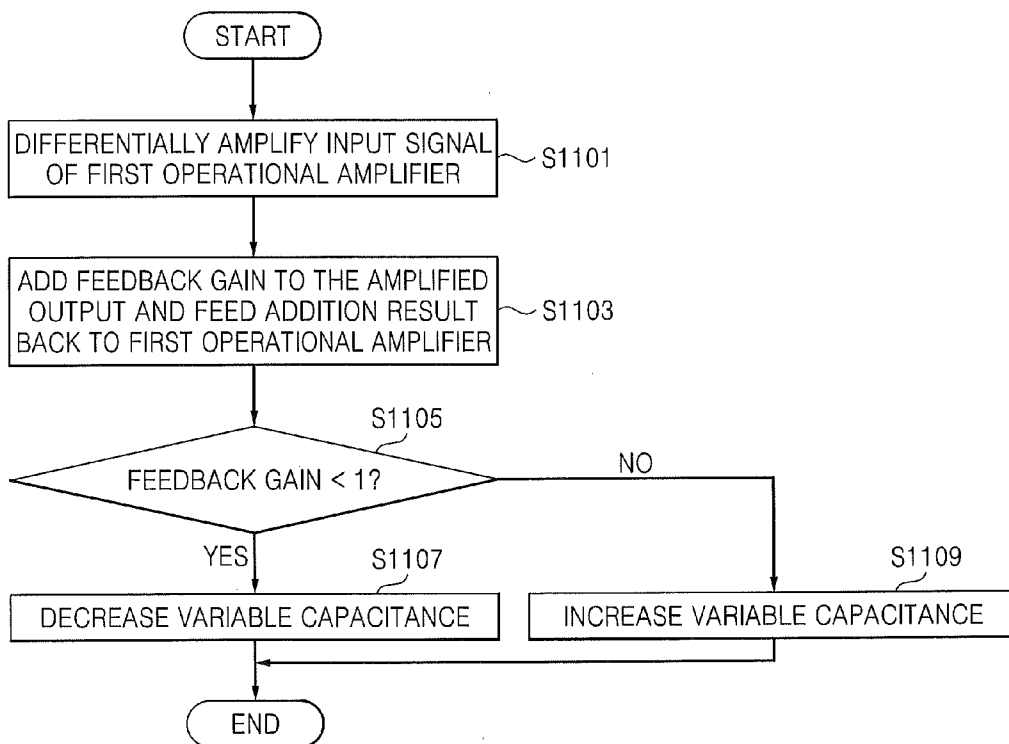 START
DIFFERENTIALLY AMPLIFY INPUT SIGNAL
OF FIRST OPERATIONAL AMPLIFIER
S1101
ADD FEEDBACK GAIN TO THE AMPLIFIED
OUTPUT AND FEED ADDITION RESULT
BACK TO FIRST OPERATIONAL AMPLIFIER
S1103
S1105
FEEDBACK GAIN < 1?
NO
YES
S1107
DECREASE VARIABLE CAPACITANCE
S1109
INCREASE VARIABLE CAPACITANCE
END